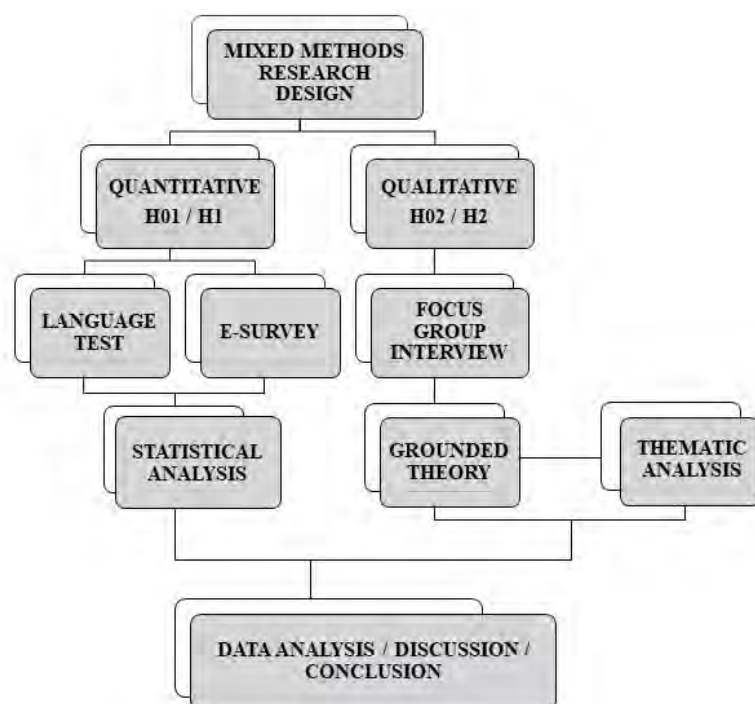 MIXED METHODS
RESEARCH
DESIGN
QUANTITATIVE
H01 / H1
QUALITATIVE
H02 / H2
LANGUAGE
TEST
E-SURVEY
FOCUS
GROUP
INTERVIEW
STATISTICAL
ANALYSIS
GROUNDED
THEORY
THEMATIC
ANALYSIS
DATA ANALYSIS / DISCUSSION /
CONCLUSION